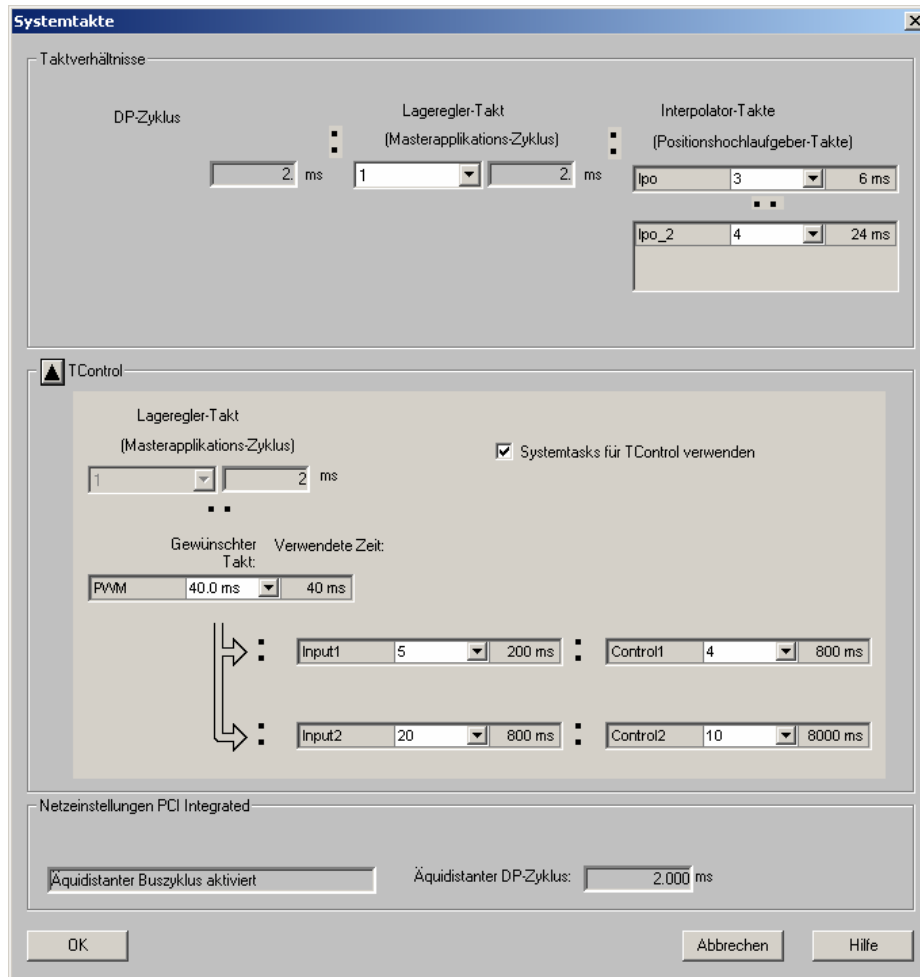 Systemtakte
Taktverhältnisse
DP-Zyklus
Lageregler-Takt
(Masterapplikations-Zyklus)
Interpolator-Takte
(Positionshochlaufgeber-Takte)
2. ms
1
2. ms
Ipo 3 6 ms
Ipo_2 4 24 ms
TControl
Lageregler-Takt
(Masterapplikations-Zyklus)
Systemtasks für TControl verwenden
1
2 ms
Gewünschter Takt:
Verwendete Zeit:
PWM 40.0 ms 40 ms
Input1 5 200 ms
Control1 4 800 ms
Input2 20 800 ms
Control2 10 8000 ms
Netzeinstellungen PCI Integrated
Äquidistanter Buszyklus aktiviert
Äquidistanter DP-Zyklus: 2.000 ms
OK
Abbrechen
Hilfe